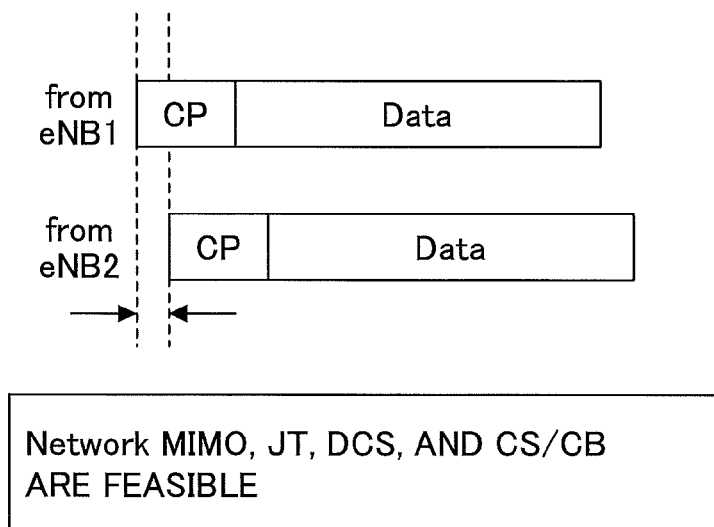 from
eNB1
CP
Data
from
eNB2
CP
Data
Network MIMO, JT, DCS, AND CS/CB
ARE FEASIBLE